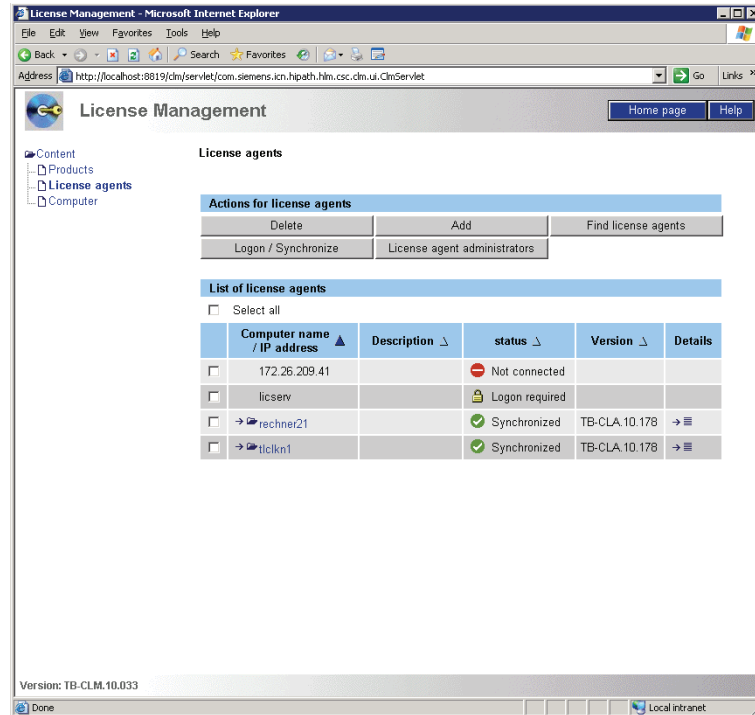 License Management - Microsoft Internet Explorer
File Edit View Favorites Tools Help
Back Search Favorites
Address http://localhost:8819/clm/servlet/com.siemens.icn.hipath.hlm.csc.clm.ui.ClmServlet Go Links »
License Management Home page Help
Content
Products
License agents
Computer
License agents
Actions for license agents
Delete Add Find license agents
Logon / Synchronize License agent administrators
List of license agents
Select all
Computer name / IP address Description status Version Details
172.26.209.41 Not connected
licserv Logon required
rechner21 Synchronized TB-CLA.10.178
tlclkn1 Synchronized TB-CLA.10.178
Version: TB-CLM.10.033
Done Local intranet